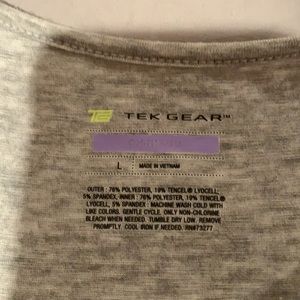 TEK GEAR™
L MADE IN VIETNAM
OUTER : 76% POLYESTER, 19% TENCEL®
LYOCELL,
5% SPANDEX ; INNER : 76% POLYESTER, 19% TENCEL®
LYOCELL, 5% SPANDEX MACHINE WASH COLD WITH
LIKE COLORS. GENTLE CYCLE. ONLY NON-CHLORINE
BLEACH WHEN NEEDED. TUMBLE DRY LOW. REMOVE
PROMPTLY. COOL IRON IF NEEDED. RN#73277